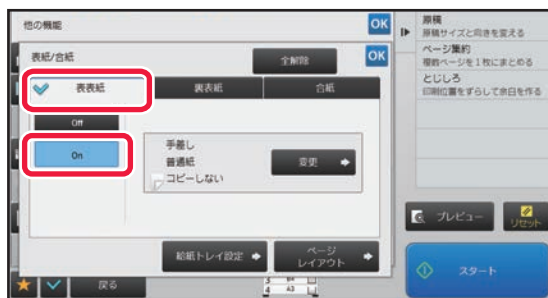 他の機能
OK
表紙/合紙
全解除
OK
表表紙
裏表紙
合紙
Off
On
手差し
普通紙
コピーしない
変更
給紙トレイ設定
ページ
レイアウト
戻る
B4
4 A3
原稿
原稿サイズと向きを変える
ページ集約
複数ページを1枚にまとめる
とじしろ
印刷位置をずらして余白を作る
プレビュー
リセット
スタート